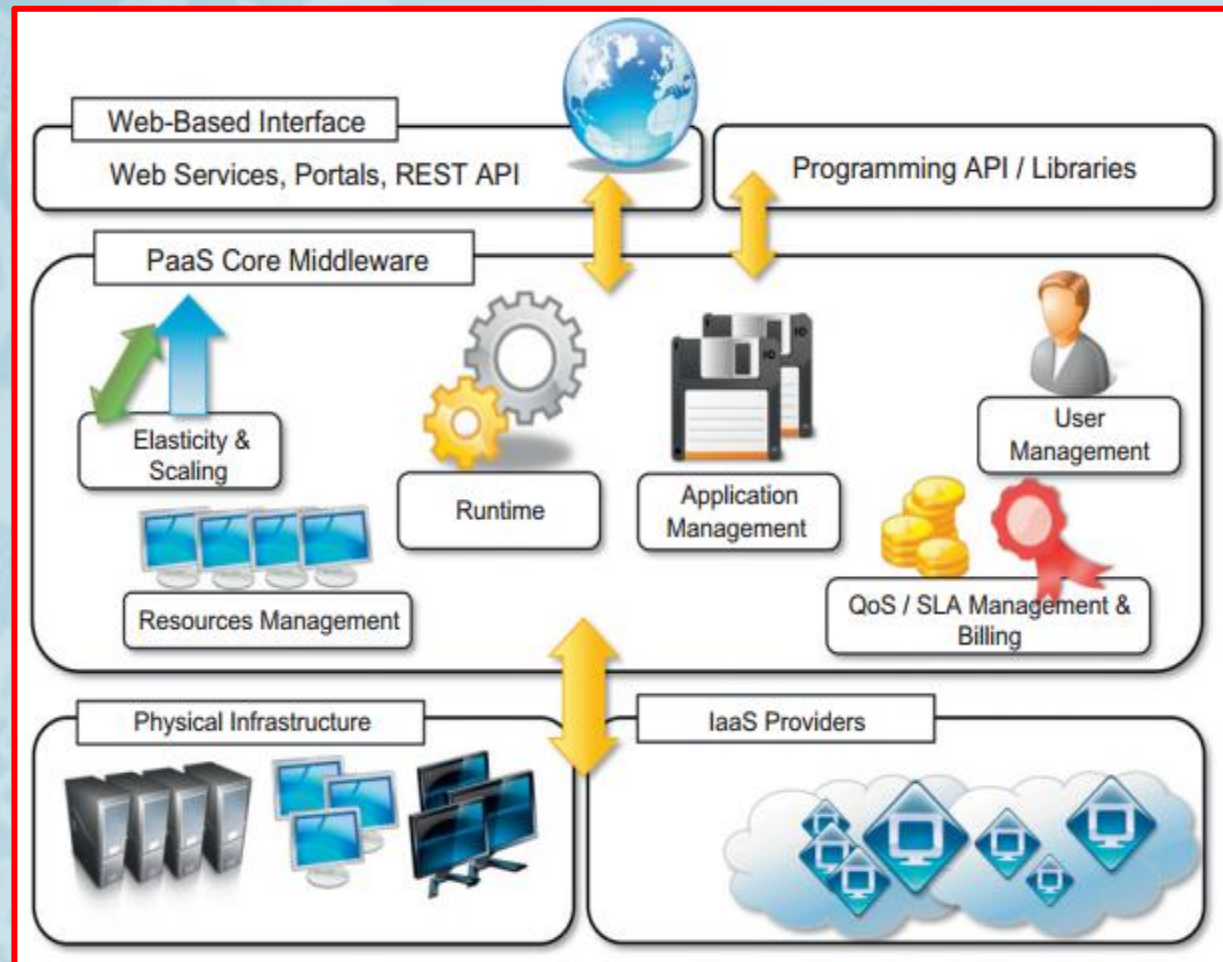 Web-Based Interface
Web Services, Portals, REST API
Programming API / Libraries
PaaS Core Middleware
Elasticity &
Scaling
Runtime
Application
Management
User
Management
Resources Management
QoS / SLA Management &
Billing
Physical Infrastructure
IaaS Providers